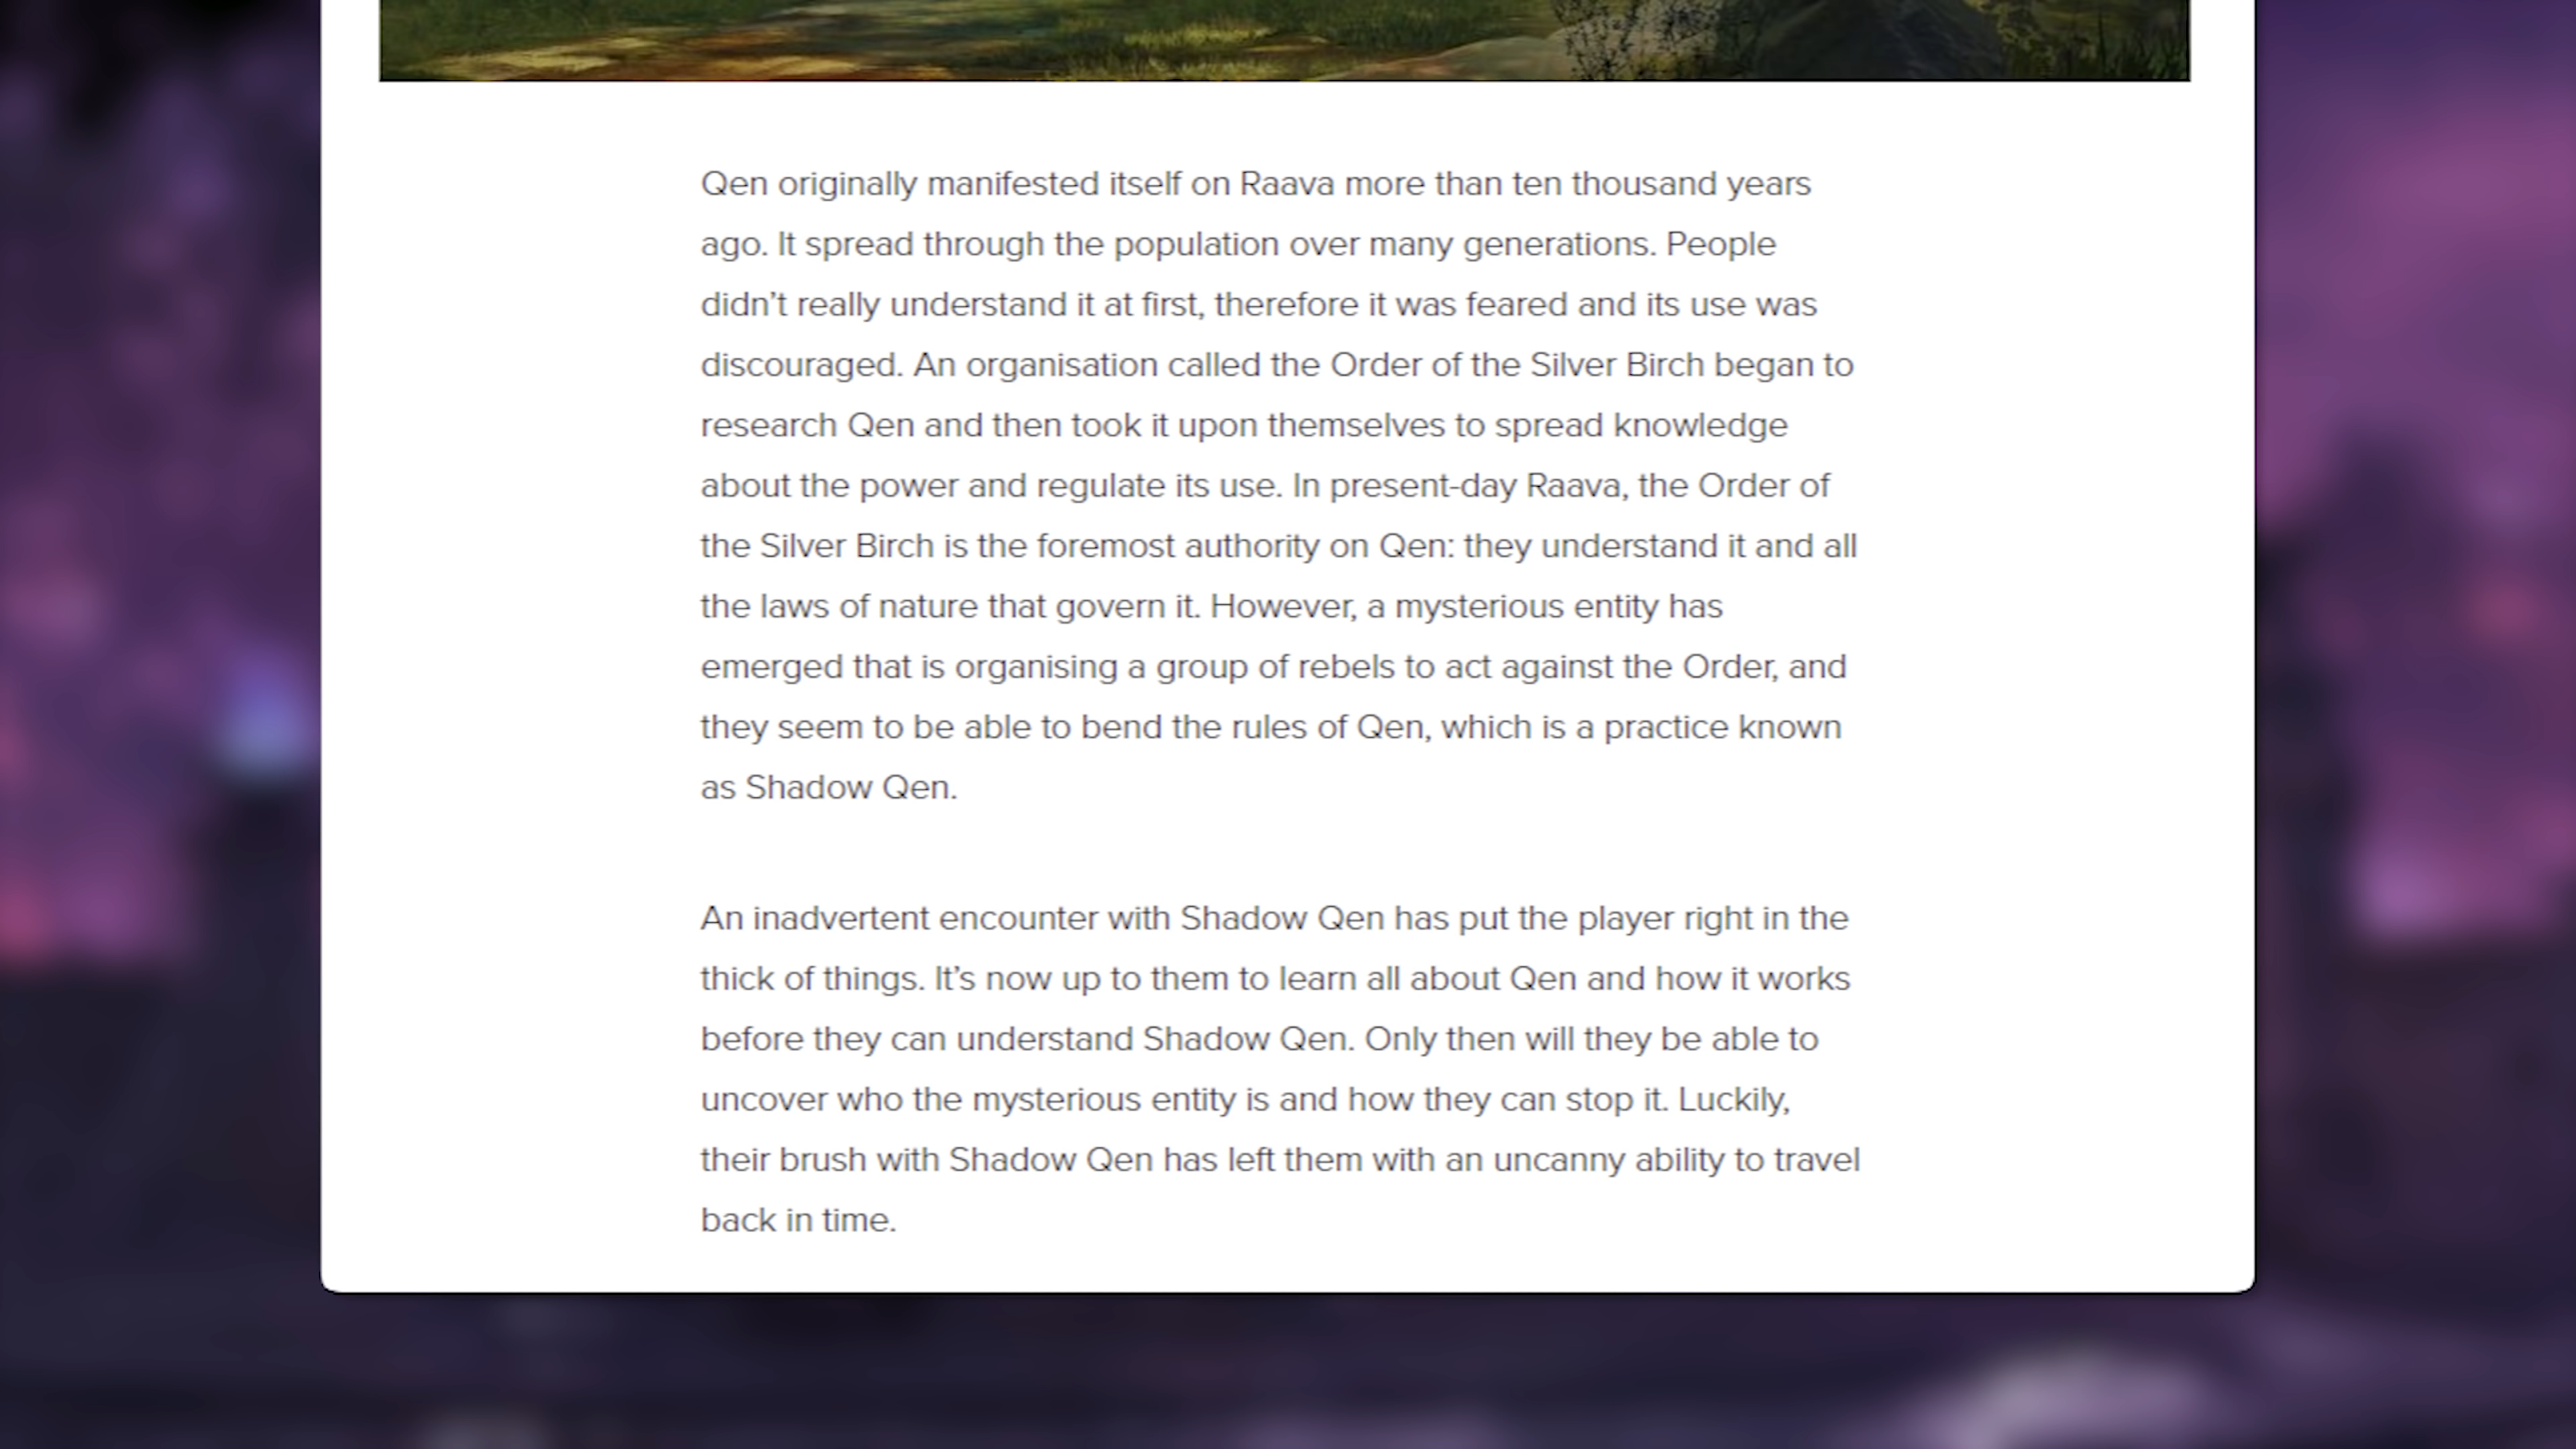 Qen originally manifested itself on Raava more than ten thousand years
ago. It spread through the population over many generations. People
didn’t really understand it at first, therefore it was feared and its use was
discouraged. An organisation called the Order of the Silver Birch began to
research Qen and then took it upon themselves to spread knowledge
about the power and regulate its use. In present-day Raava, the Order of
the Silver Birch is the foremost authority on Qen: they understand it and all
the laws of nature that govern it. However, a mysterious entity has
emerged that is organising a group of rebels to act against the Order, and
they seem to be able to bend the rules of Qen, which is a practice known
as Shadow Qen.
An inadvertent encounter with Shadow Qen has put the player right in the
thick of things. It’s now up to them to learn all about Qen and how it works
before they can understand Shadow Qen. Only then will they be able to
uncover who the mysterious entity is and how they can stop it. Luckily,
their brush with Shadow Qen has left them with an uncanny ability to travel
back in time.